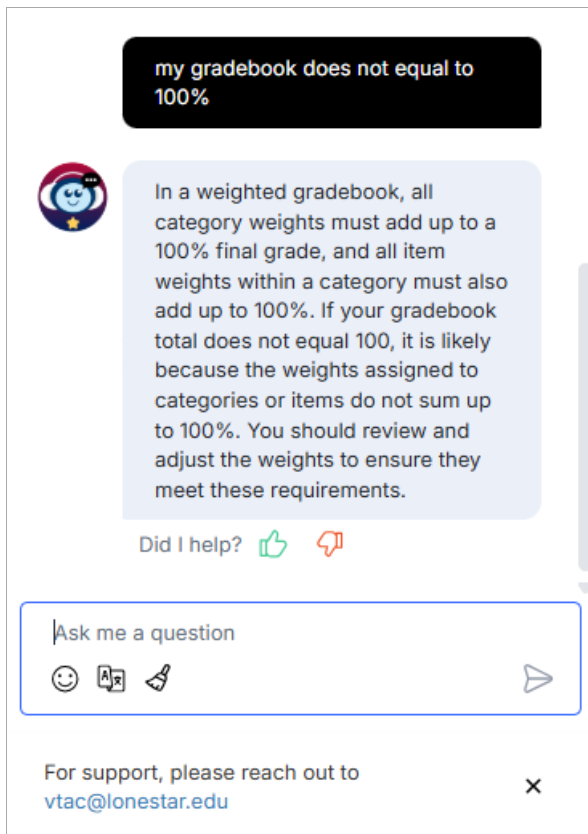 my gradebook does not equal to
100%
In a weighted gradebook, all
category weights must add up to a
100% final grade, and all item
weights within a category must also
add up to 100%. If your gradebook
total does not equal 100, it is likely
because the weights assigned to
categories or items do not sum up
to 100%. You should review and
adjust the weights to ensure they
meet these requirements.
Did I help?
Ask me a question
For support, please reach out to
vtac@lonestar.edu